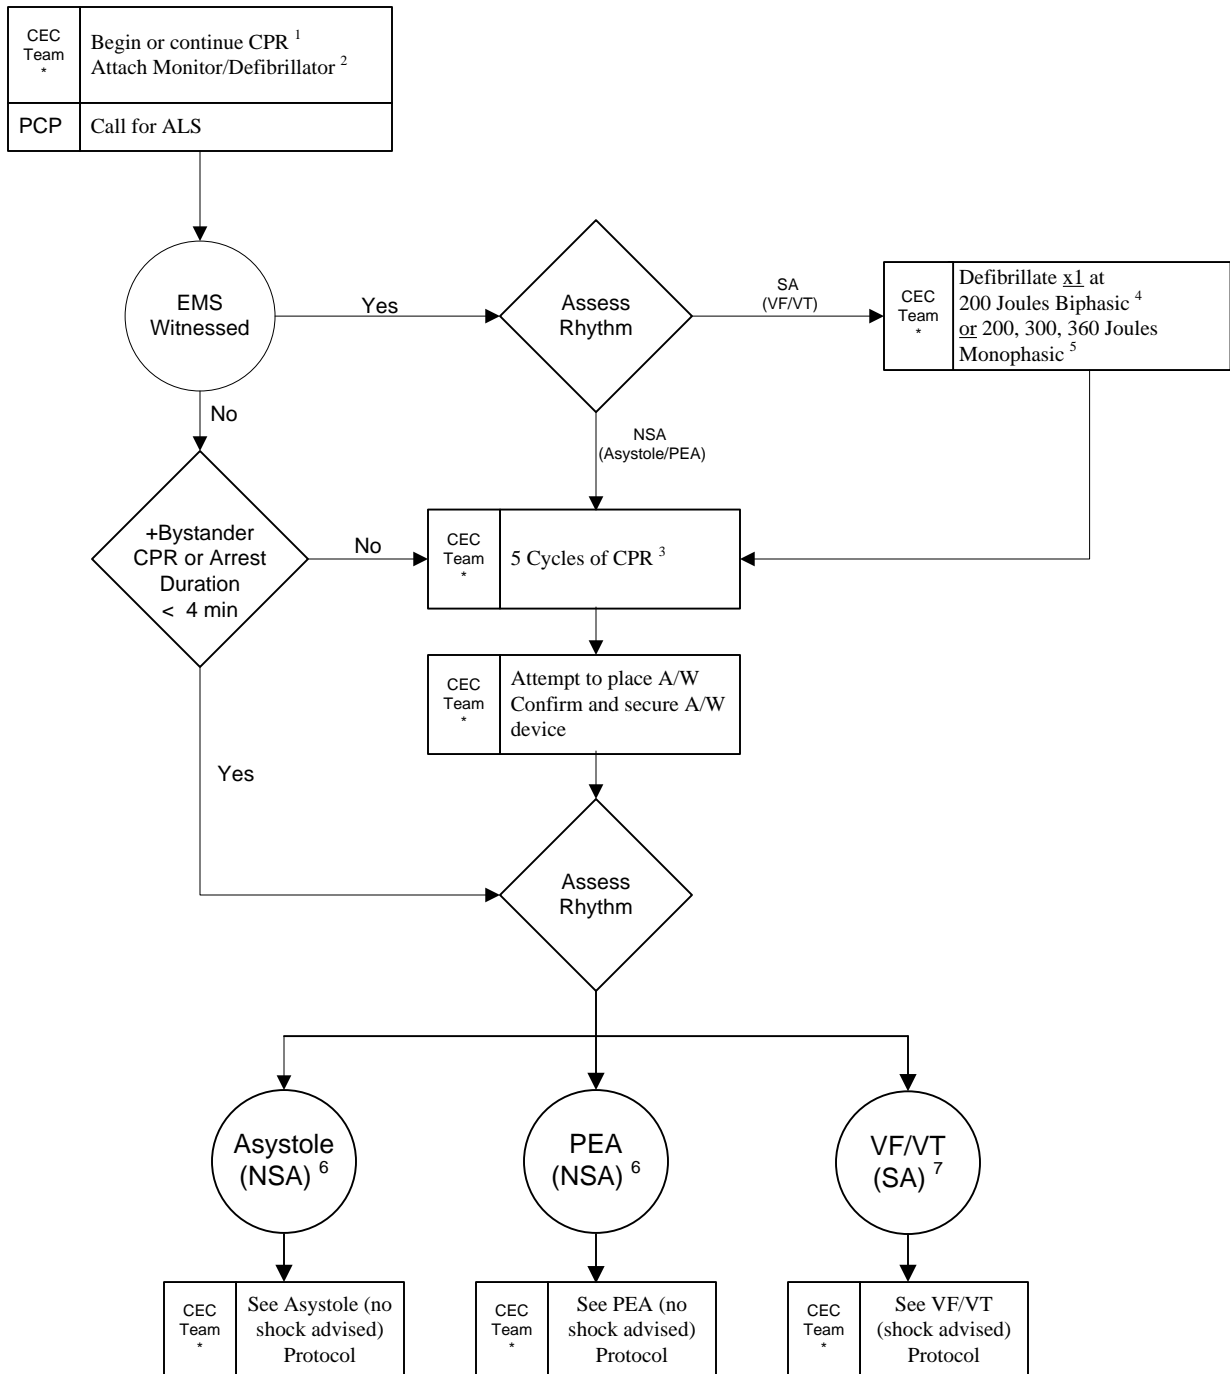 CEC
Team
*
Begin or continue CPR 1
Attach Monitor/Defibrillator 2
PCP
Call for ALS
EMS
Witnessed
Yes
Assess
Rhythm
SA
(VF/VT)
CEC
Team
*
Defibrillate x1 at
200 Joules Biphasic 4
or 200, 300, 360 Joules
Monophasic 5
No
NSA
(Asystole/PEA)
+Bystander
CPR or Arrest
Duration
< 4 min
No
CEC
Team
*
5 Cycles of CPR 3
CEC
Team
*
Attempt to place A/W
Confirm and secure A/W
device
Yes
Assess
Rhythm
Asystole
(NSA) 6
PEA
(NSA) 6
VF/VT
(SA) 7
CEC
Team
*
See Asystole (no
shock advised)
Protocol
CEC
Team
*
See PEA (no
shock advised)
Protocol
CEC
Team
*
See VF/VT
(shock advised)
Protocol